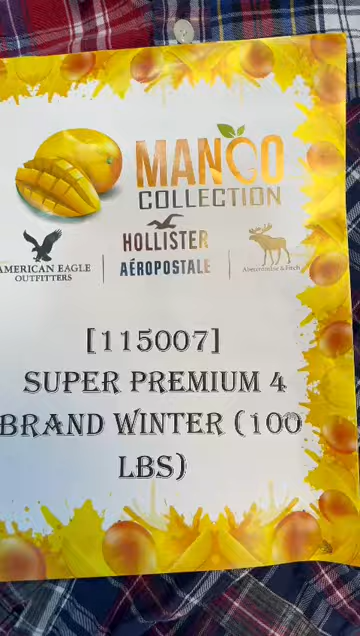 MANGO
COLLECTION
HOLLISTER
AMERICAN EAGLE
OUTFITTERS
AÉROPOSTALE
Abercrombie & Fitch
[115007]
SUPER PREMIUM 4
BRAND WINTER (100
LBS)